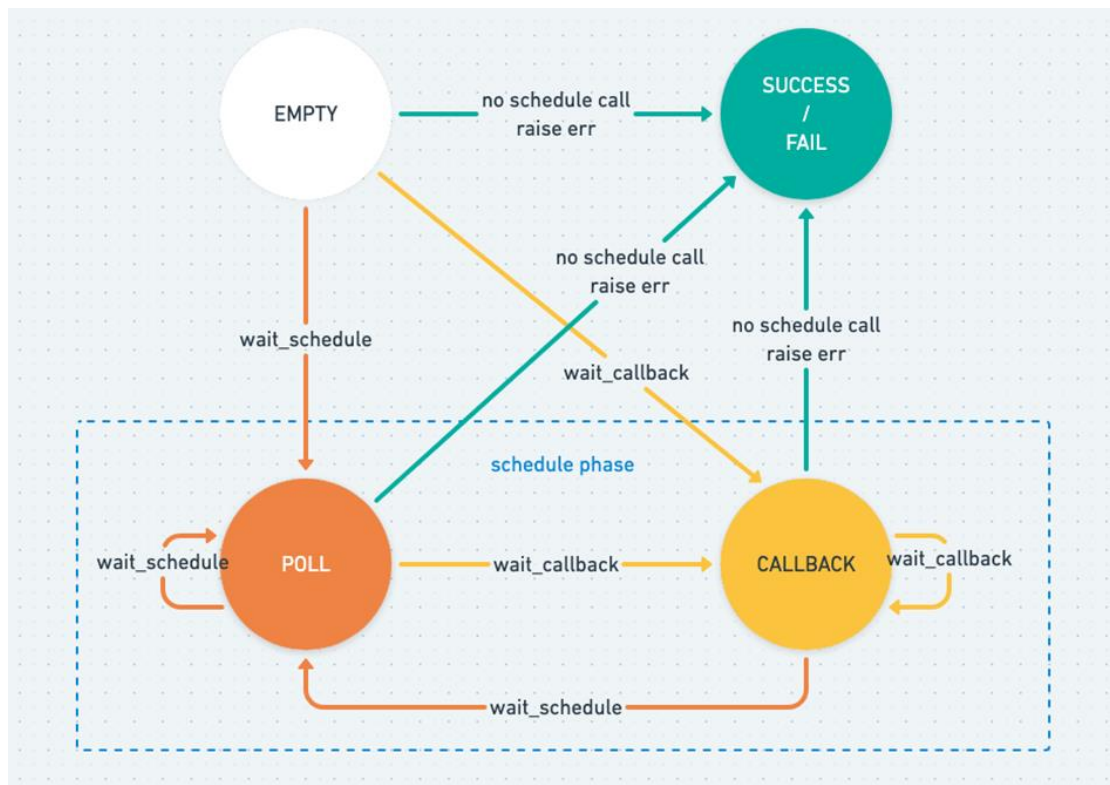 EMPTY
no schedule call
raise err
SUCCESS
/
FAIL
no schedule call
raise err
wait_schedule
no schedule call
raise err
wait_callback
schedule phase
wait_schedule
POLL
wait_callback
CALLBACK
wait_callback
wait_schedule